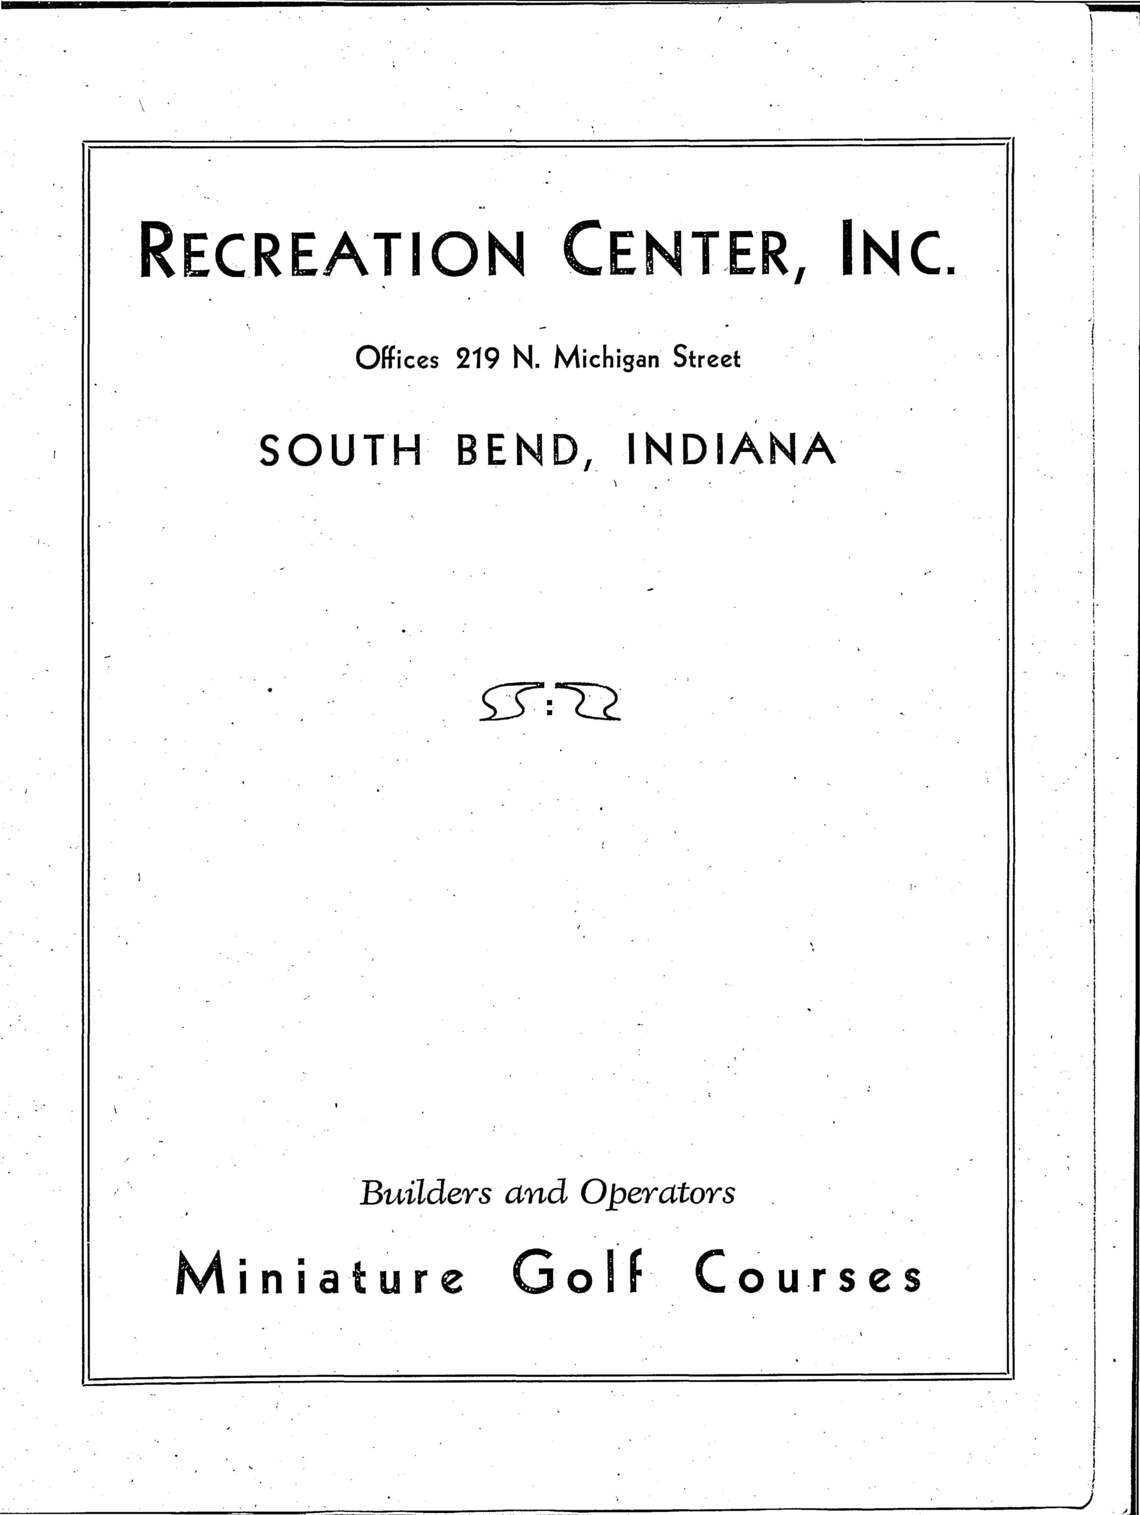 RECREATION CENTER, INC.
Offices 219 N. Michigan Street
SOUTH BEND, INDIANA
Builders and Operators
Miniature Golf Courses